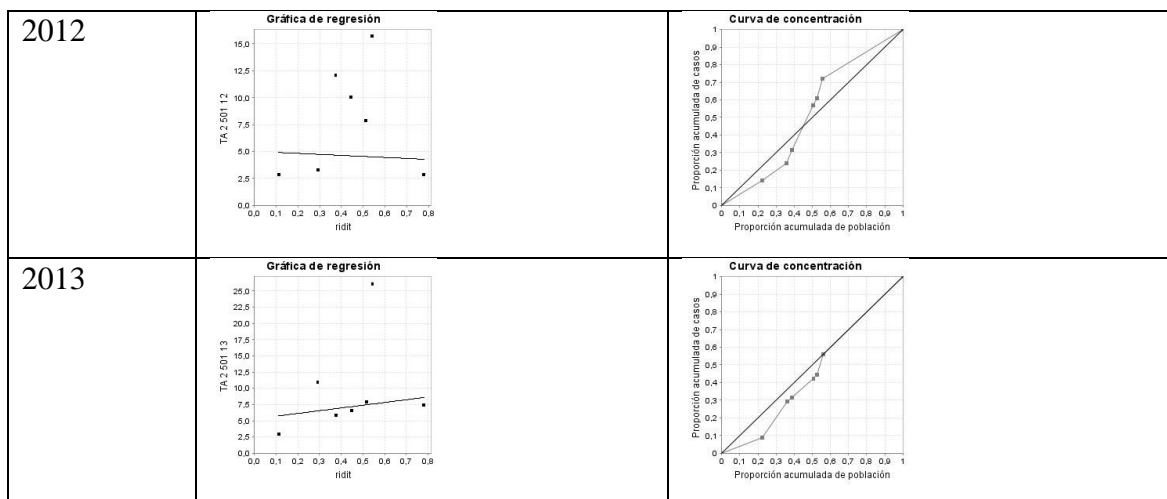 2012
Gráfica de regresión
TA 2 501 12
15,0
12,5
10,0
7,5
5,0
2,5
0,0
0,0 0,1 0,2 0,3 0,4 0,5 0,6 0,7 0,8
ridit
Curva de concentración
Proporción acumulada de casos
1
0,9
0,8
0,7
0,6
0,5
0,4
0,3
0,2
0,1
0
0 0,1 0,2 0,3 0,4 0,5 0,6 0,7 0,8 0,9 1
Proporción acumulada de población
2013
Gráfica de regresión
TA 2 501 13
25,0
22,5
20,0
17,5
15,0
12,5
10,0
7,5
5,0
2,5
0,0
0,0 0,1 0,2 0,3 0,4 0,5 0,6 0,7 0,8
ridit
Curva de concentración
Proporción acumulada de casos
1
0,9
0,8
0,7
0,6
0,5
0,4
0,3
0,2
0,1
0
0 0,1 0,2 0,3 0,4 0,5 0,6 0,7 0,8 0,9 1
Proporción acumulada de población